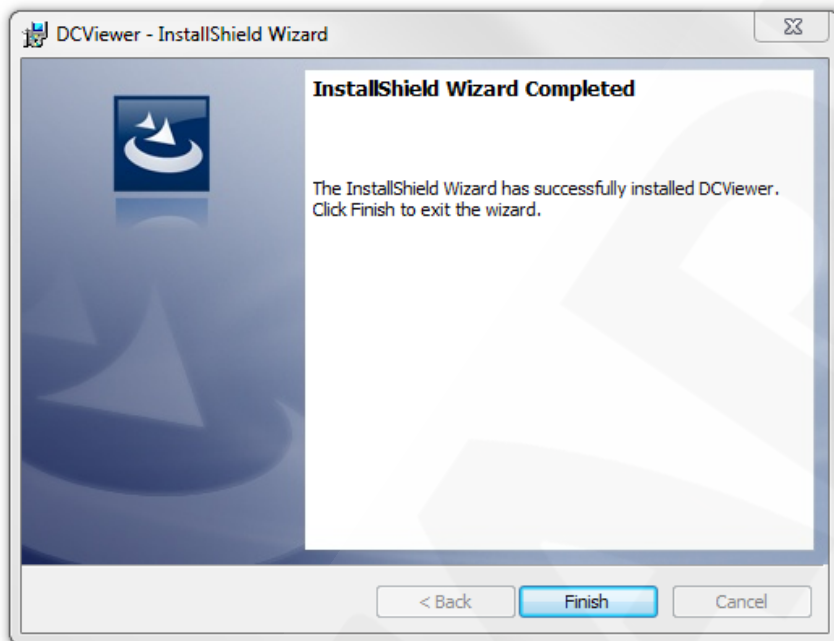 DCViewer - InstallShield Wizard
InstallShield Wizard Completed
The InstallShield Wizard has successfully installed DCViewer.
Click Finish to exit the wizard.
< Back
Finish
Cancel